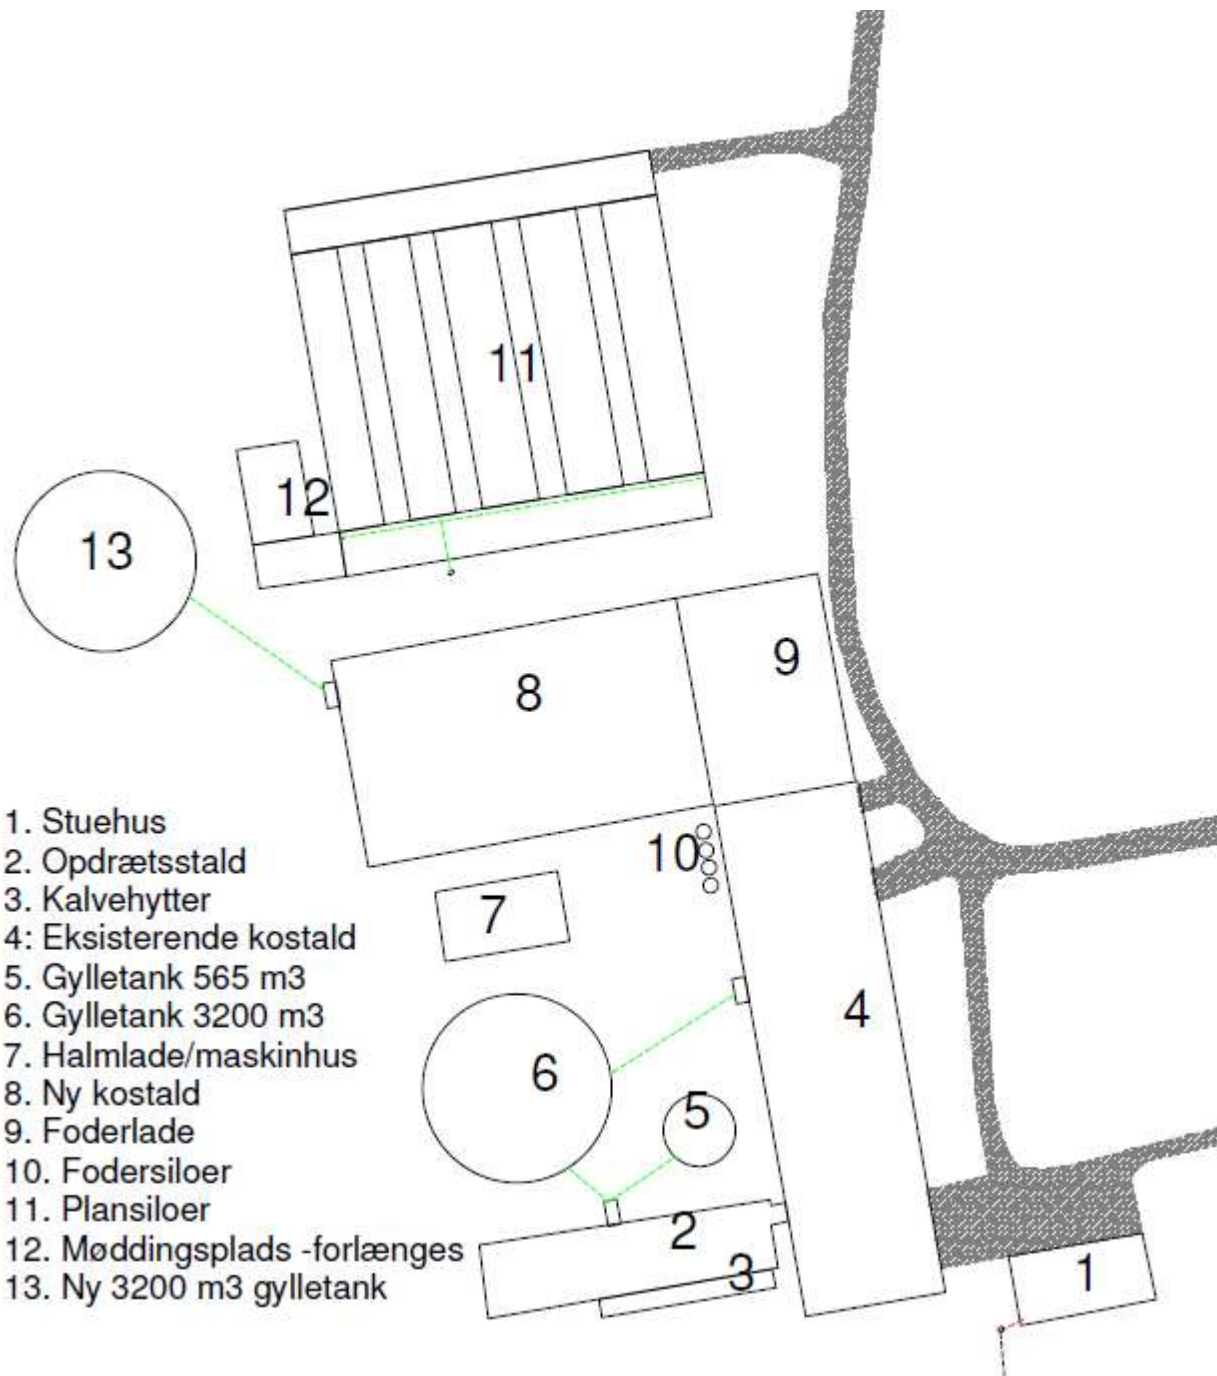 11
12
13
9
8
10
7
4
6
5
2
3
1
1. Stuehus
2. Opdrætsstald
3. Kalvehytter
4: Eksisterende kostald
5. Gylletank 565 m3
6. Gylletank 3200 m3
7. Halmlade/maskinhus
8. Ny kostald
9. Foderlade
10. Fodersiloer
11. Plansiloer
12. Møddingsplads -forlænges
13. Ny 3200 m3 gylletank